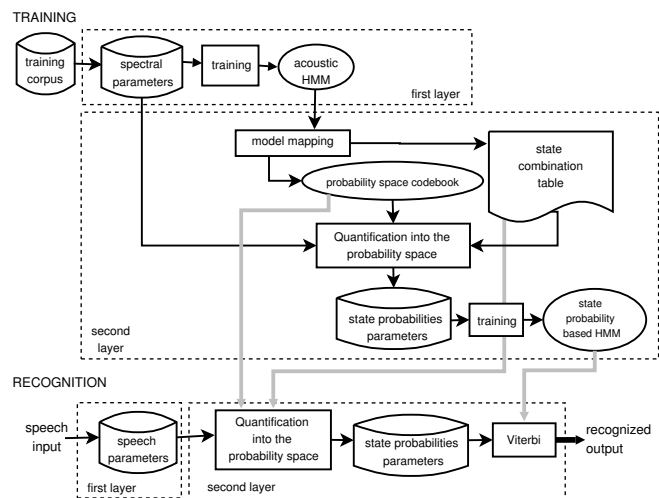 TRAINING
training
corpus
spectral
parameters
training
acoustic
HMM
first layer
model mapping
state
combination
table
probability space codebook
Quantification into the
probability space
state probabilities
parameters
training
state
probability
based HMM
second
layer
RECOGNITION
speech
input
speech
parameters
first layer
Quantification
into the
probability space
second layer
state probabilities
parameters
Viterbi
recognized
output